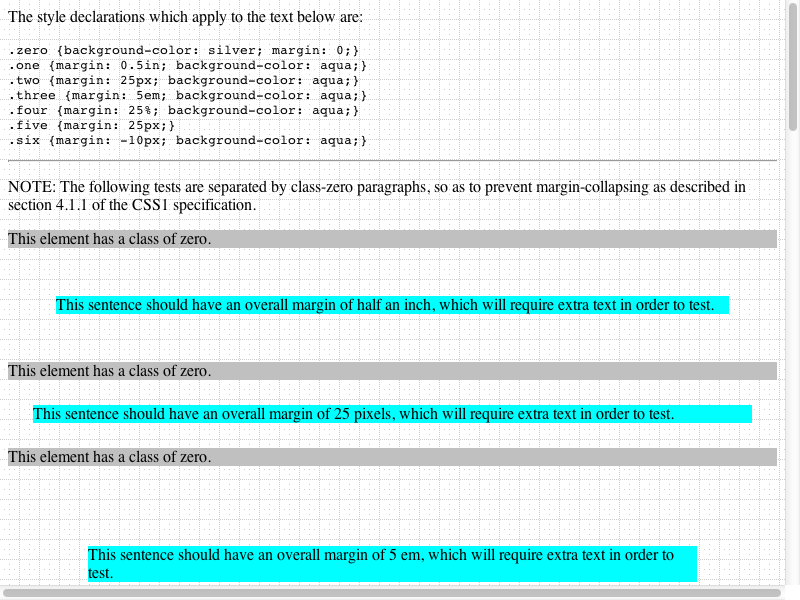 The style declarations which apply to the text below are:
.zero {background-color: silver; margin: 0;}
.one {margin: 0.5in; background-color: aqua;}
.two {margin: 25px; background-color: aqua;}
.three {margin: 5em; background-color: aqua;}
.four {margin: 25%; background-color: aqua;}
.five {margin: 25px;}
.six {margin: -10px; background-color: aqua;}
NOTE: The following tests are separated by class-zero paragraphs, so as to prevent margin-collapsing as described in
section 4.1.1 of the CSS1 specification.
This element has a class of zero.
This sentence should have an overall margin of half an inch, which will require extra text in order to test.
This element has a class of zero.
This sentence should have an overall margin of 25 pixels, which will require extra text in order to test.
This element has a class of zero.
This sentence should have an overall margin of 5 em, which will require extra text in order to
test.